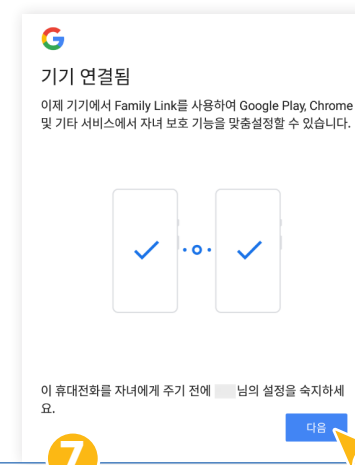 기기 연결됨
이제 기기에서 Family Link를 사용하여 Google Play, Chrome
및 기타 서비스에서 자녀 보호 기능을 맞춤설정할 수 있습니다.
이 휴대전화를 자녀에게 주기 전에 님의 설정을 숙지하세
요.
다음
7